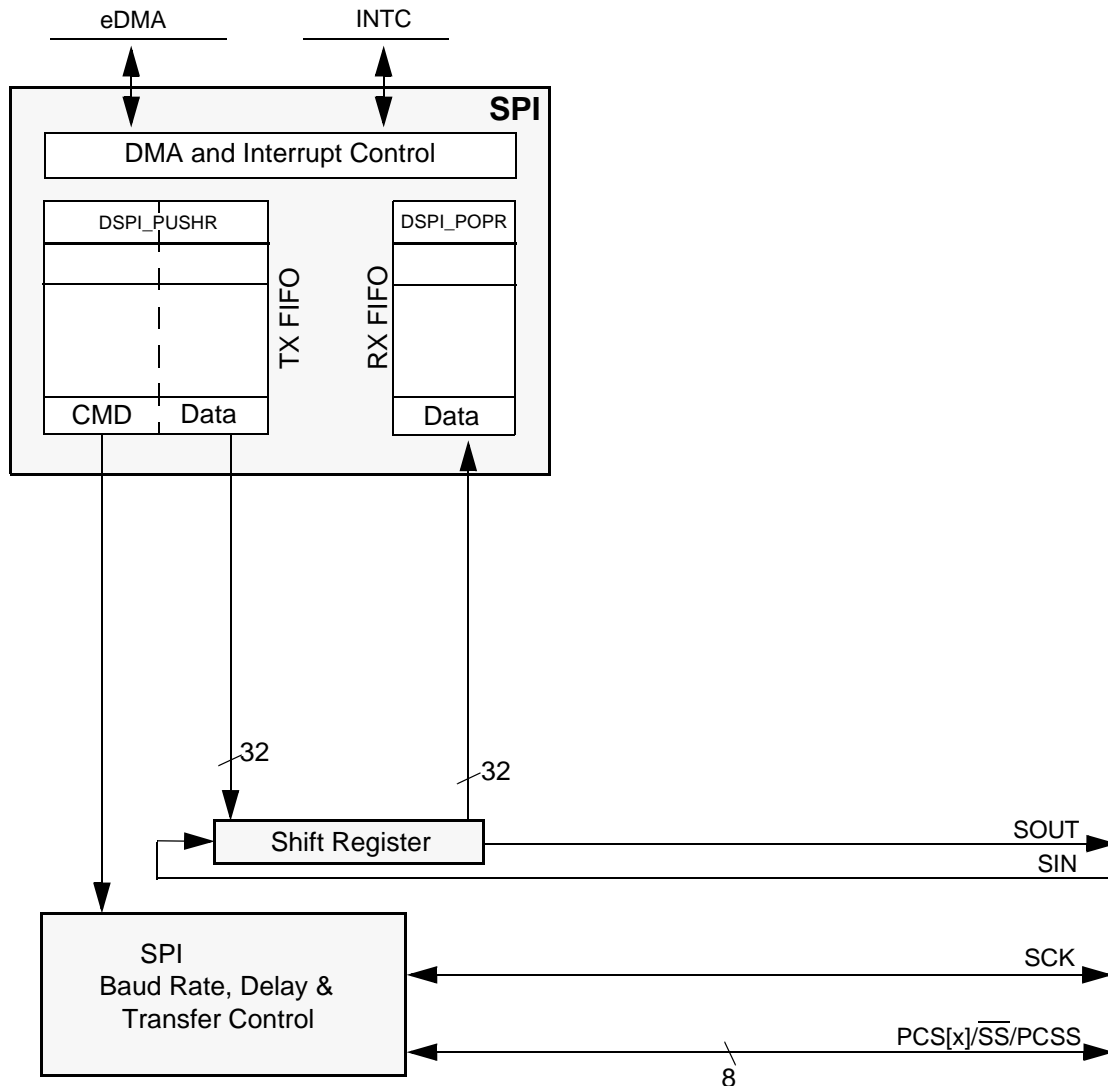 eDMA
INTC
SPI
DMA and Interrupt Control
DSPI_PUSHR
DSPI_POPR
TX FIFO
RX FIFO
CMD
Data
Data
32
32
Shift Register
SOUT
SIN
SPI
Baud Rate, Delay &
Transfer Control
SCK
PCS[x]/S̅S̅/PCSS
8